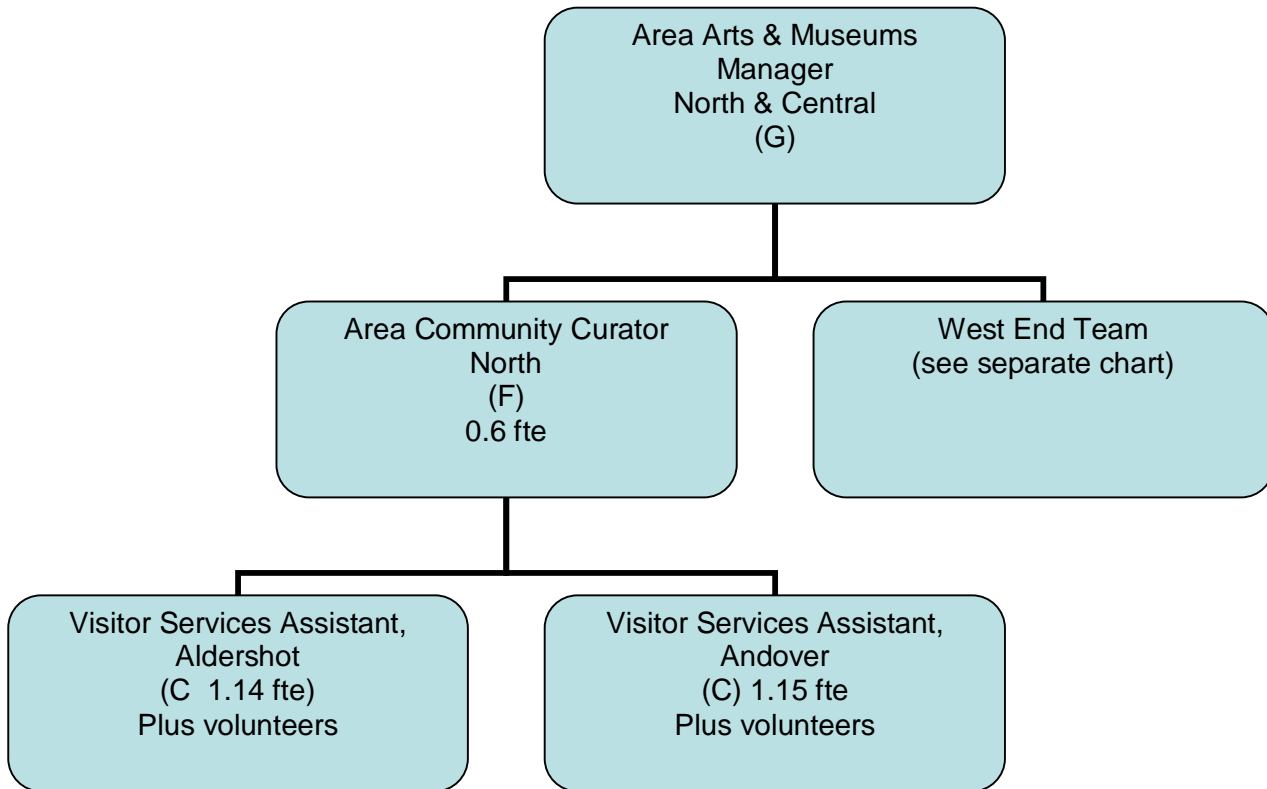 Area Arts & Museums
Manager
North & Central
(G)
Area Community Curator
North
(F)
0.6 fte
West End Team
(see separate chart)
Visitor Services Assistant,
Aldershot
(C  1.14 fte)
Plus volunteers
Visitor Services Assistant,
Andover
(C) 1.15 fte
Plus volunteers